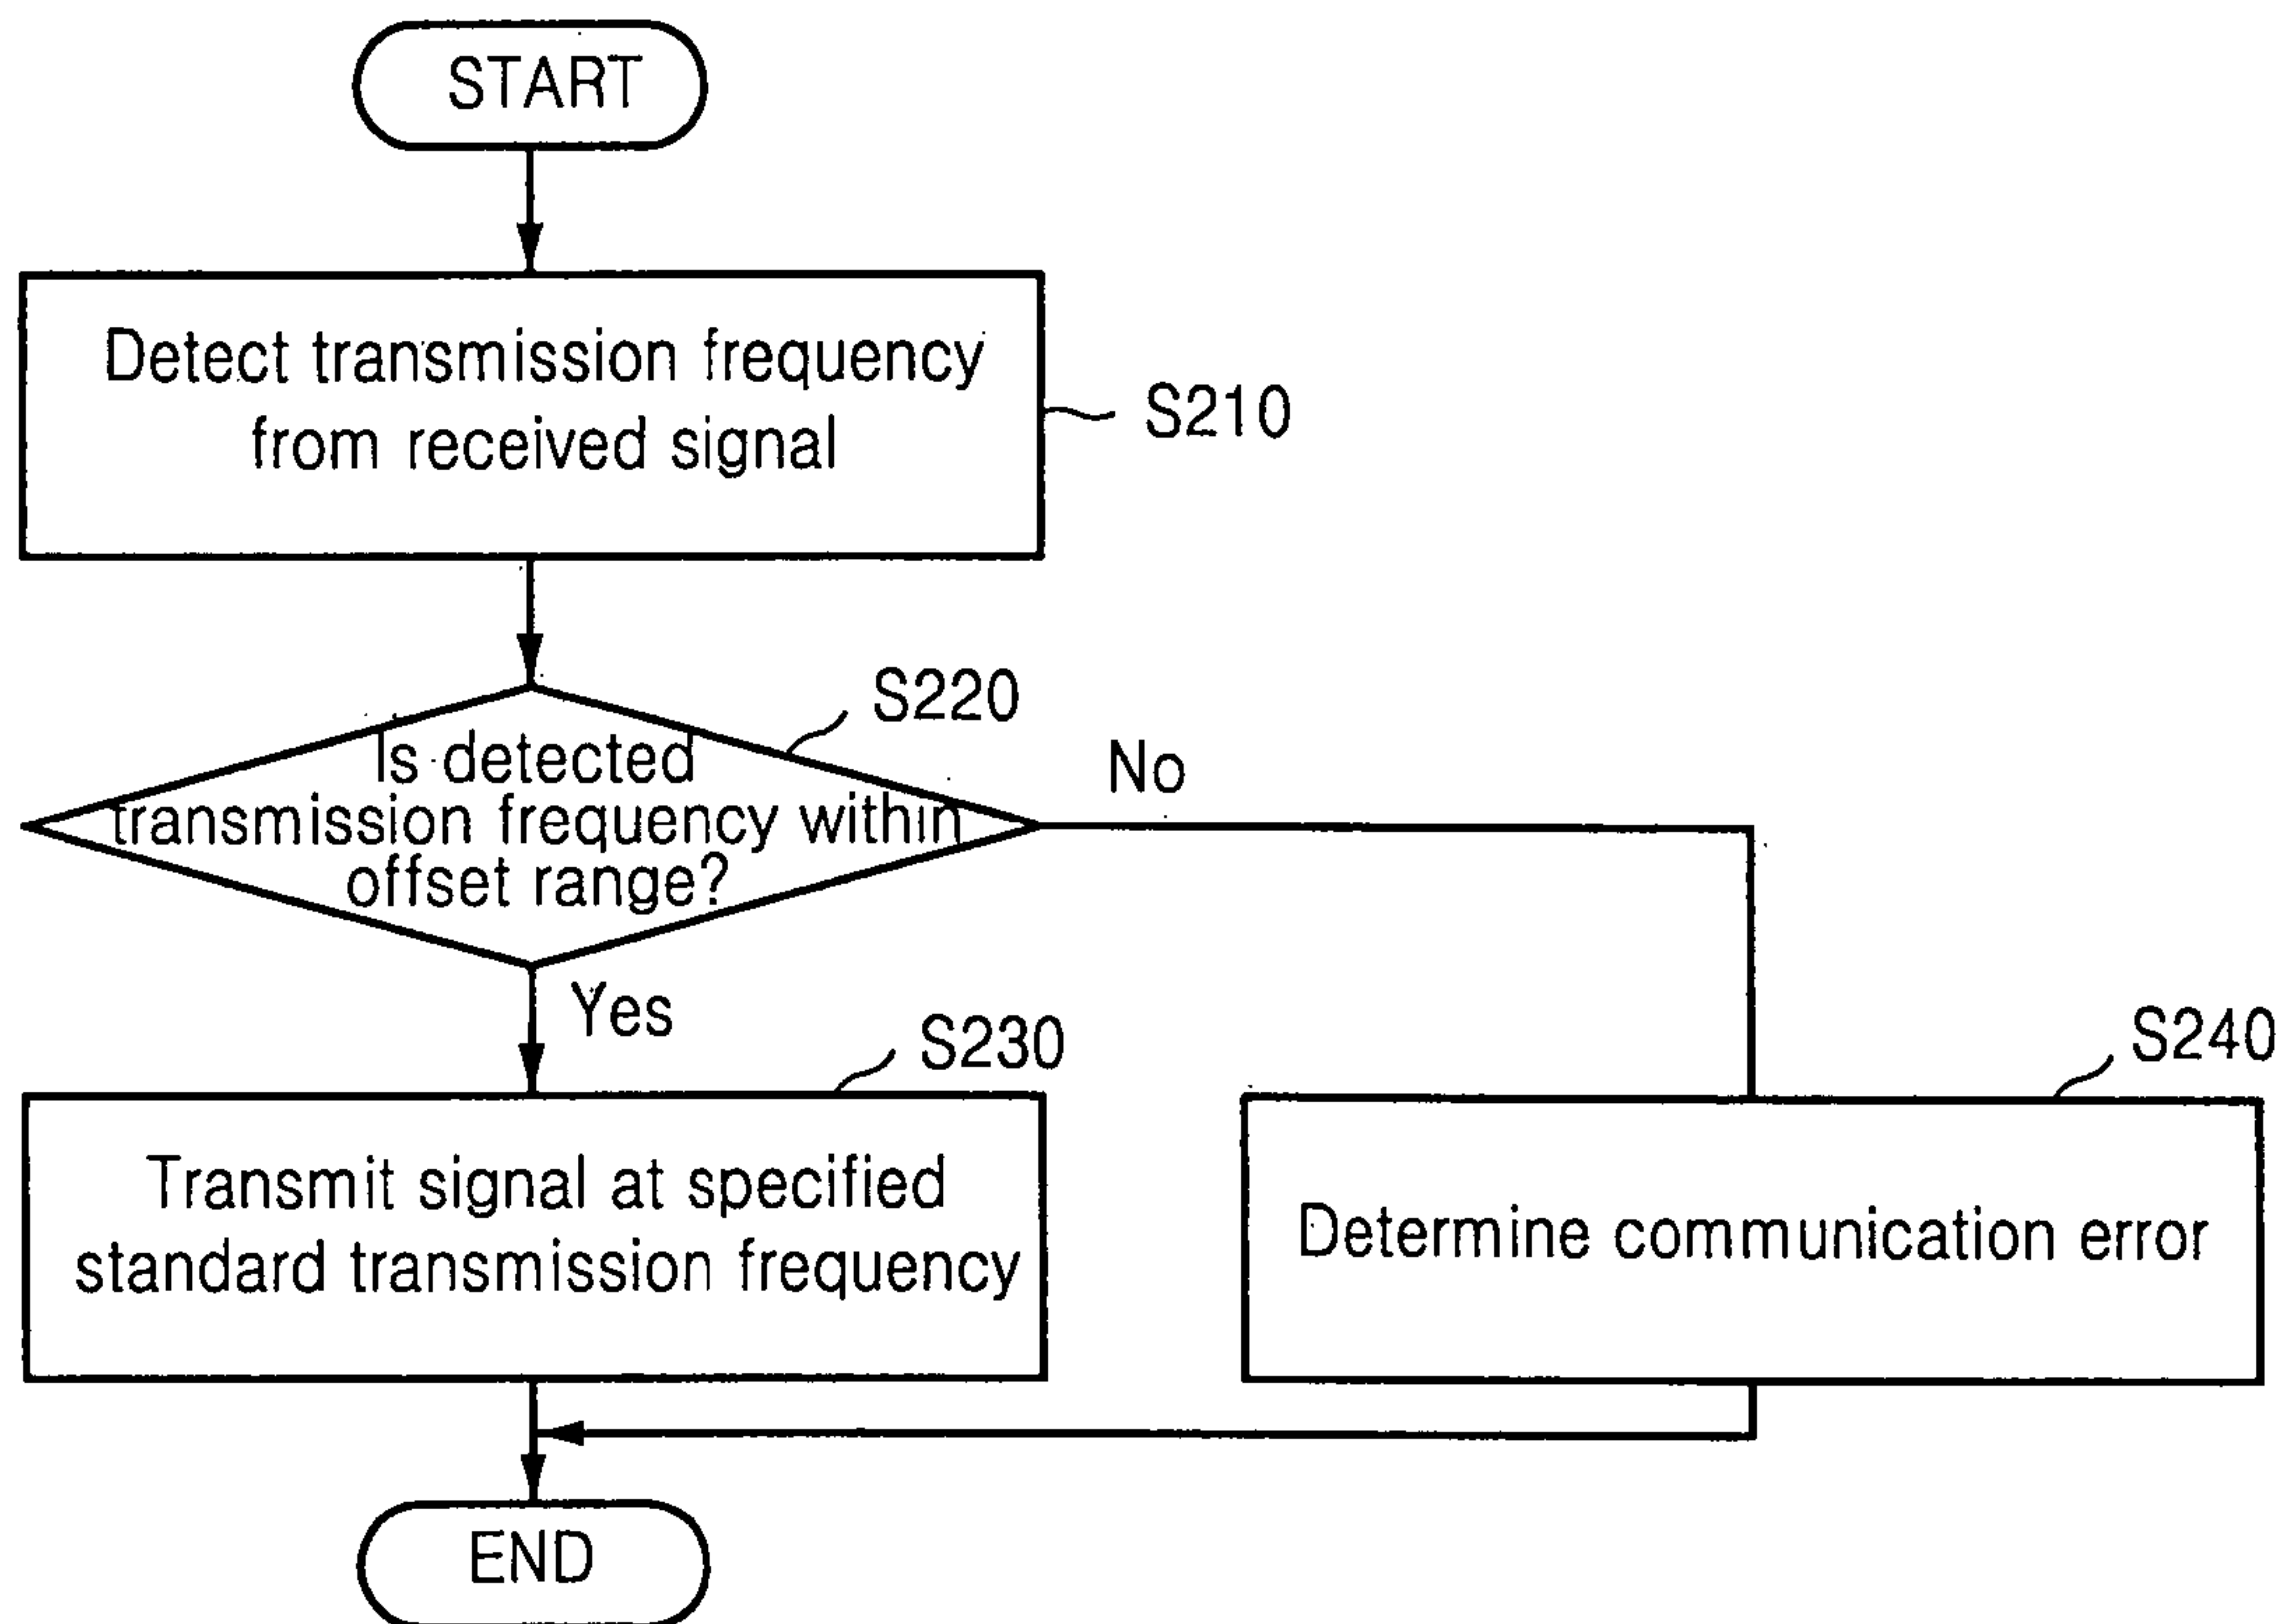 START
Detect transmission frequency
from received signal
S210
S220
Is detected
transmission frequency within
offset range?
No
Yes
S230
Transmit signal at specified
standard transmission frequency
S240
Determine communication error
END